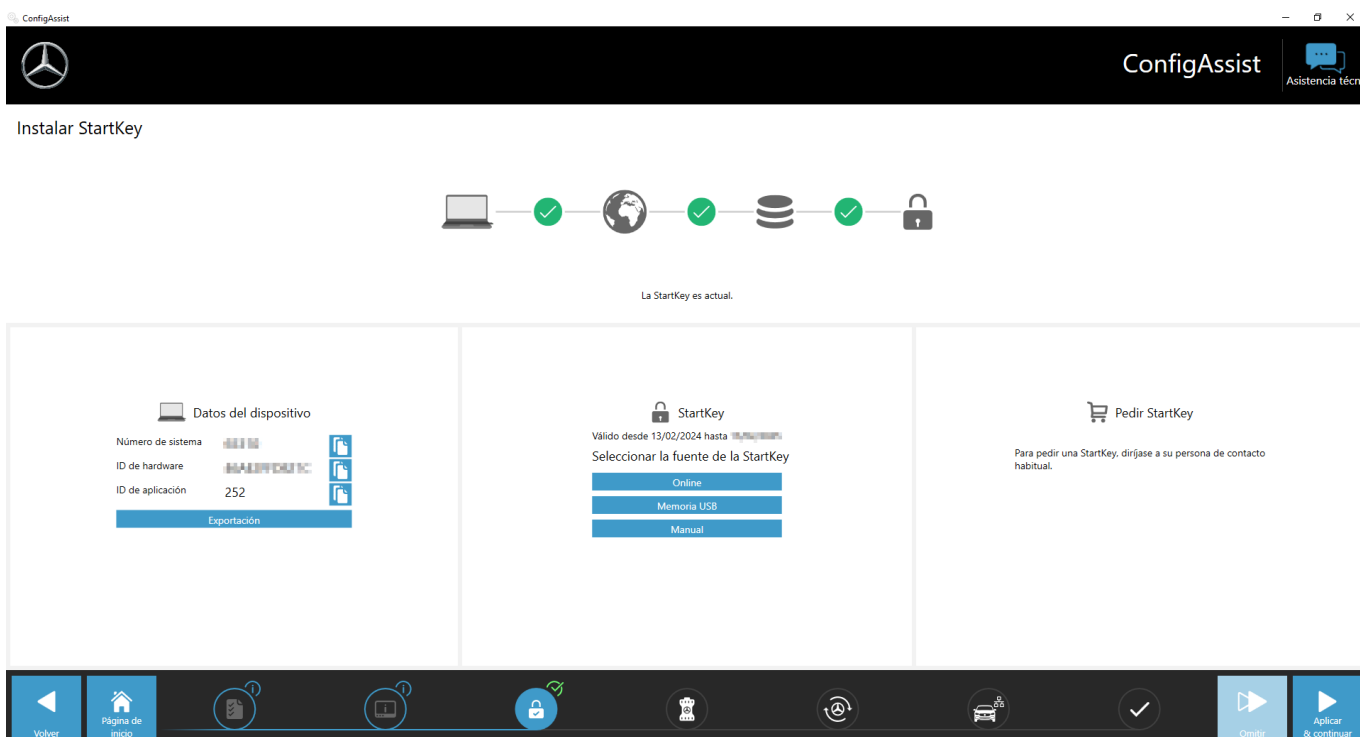 ConfigAssist
ConfigAssist
Asistencia técn
Instalar StartKey
La StartKey es actual.
Datos del dispositivo
Número de sistema
ID de hardware
ID de aplicación 252
Exportación
StartKey
Válido desde 13/02/2024 hasta
Seleccionar la fuente de la StartKey
Online
Memoria USB
Manual
Pedir StartKey
Para pedir una StartKey, diríjase a su persona de contacto
habitual.
Volver
Página de
inicio
Omitir
Aplicar
& continuar